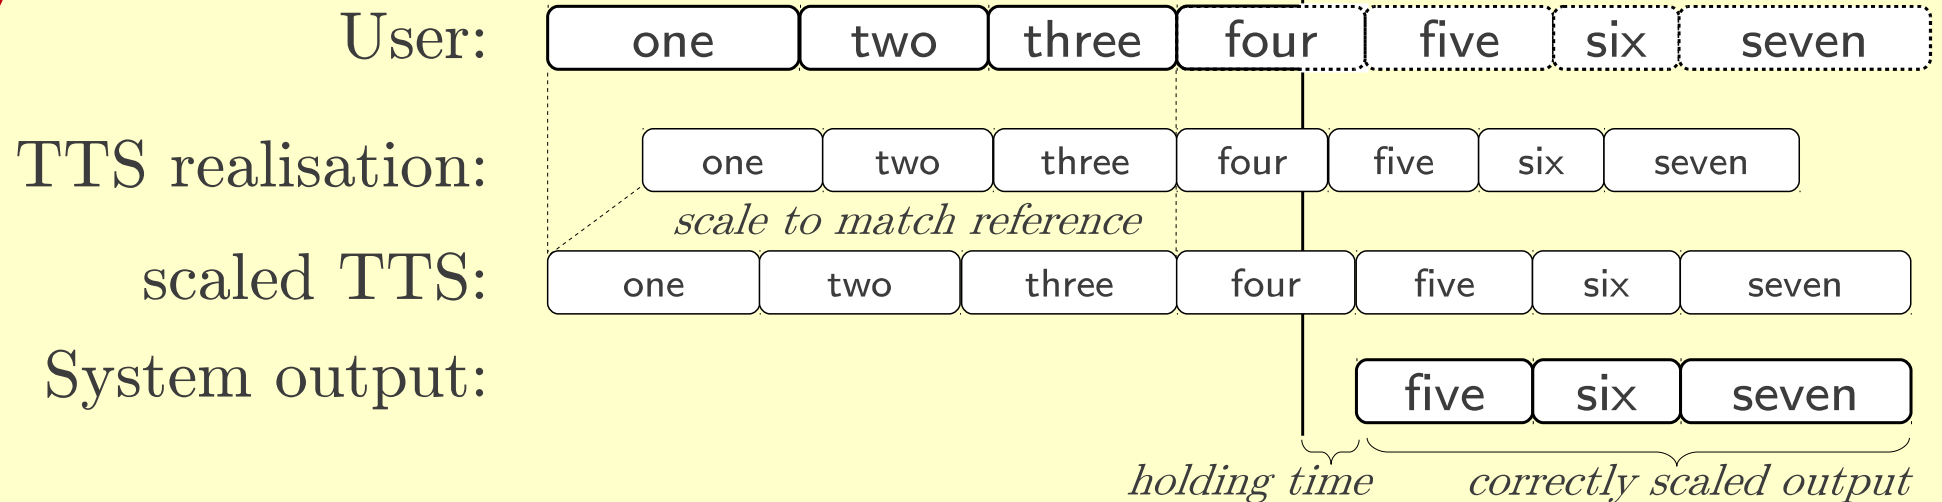 User: one two three four five six seven
TTS realisation: one two three four five six seven
scale to match reference
scaled TTS: one two three four five six seven
System output: five six seven
holding time correctly scaled output